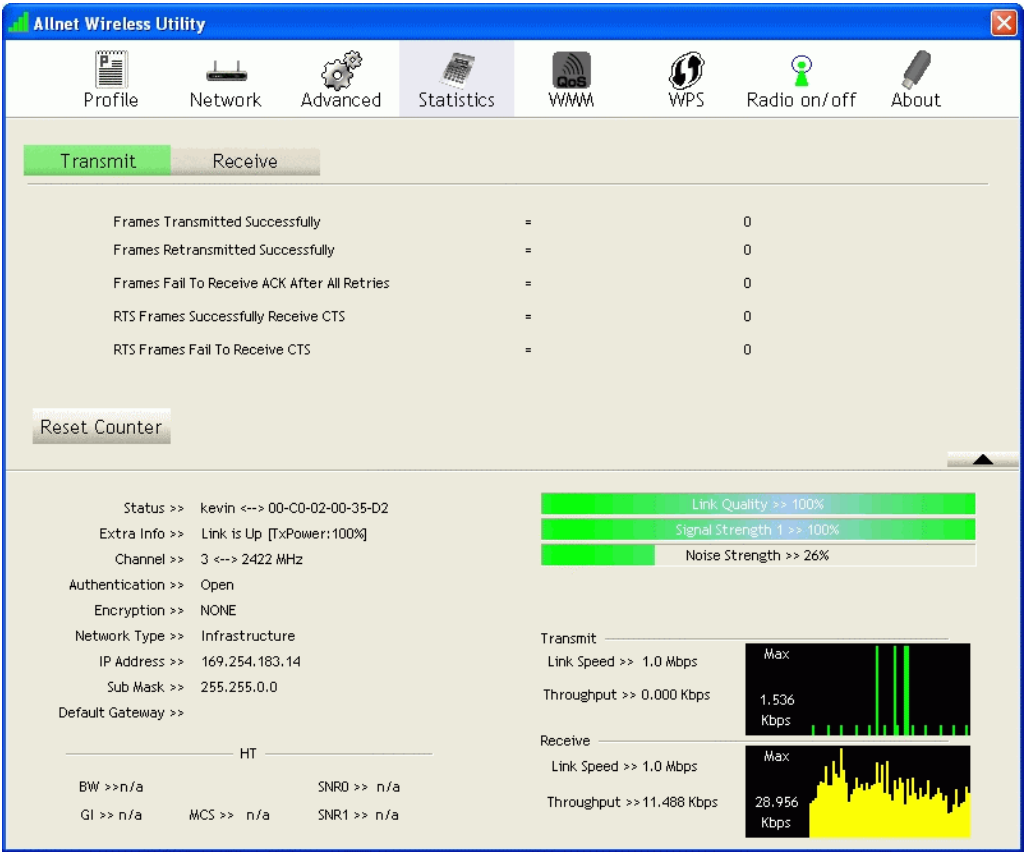 Allnet Wireless Utility
Profile Network Advanced Statistics QoS WMM WPS Radio on/off About
Transmit Receive
Frames Transmitted Successfully = 0
Frames Retransmitted Successfully = 0
Frames Fail To Receive ACK After All Retries = 0
RTS Frames Successfully Receive CTS = 0
RTS Frames Fail To Receive CTS = 0
Reset Counter
Status >> kevin <--> 00-C0-02-00-35-D2
Extra Info >> Link is Up [TxPower:100%]
Channel >> 3 <--> 2422 MHz
Authentication >> Open
Encryption >> NONE
Network Type >> Infrastructure
IP Address >> 169.254.183.14
Sub Mask >> 255.255.0.0
Default Gateway >>
HT
BW >>n/a SNR0 >> n/a
GI >> n/a MCS >> n/a SNR1 >> n/a
Link Quality >> 100%
Signal Strength 1 >> 100%
Noise Strength >> 26%
Transmit
Link Speed >> 1.0 Mbps
Throughput >> 0.000 Kbps
Max
1.536
Kbps
Receive
Link Speed >> 1.0 Mbps
Throughput >>11.488 Kbps
Max
28.956
Kbps